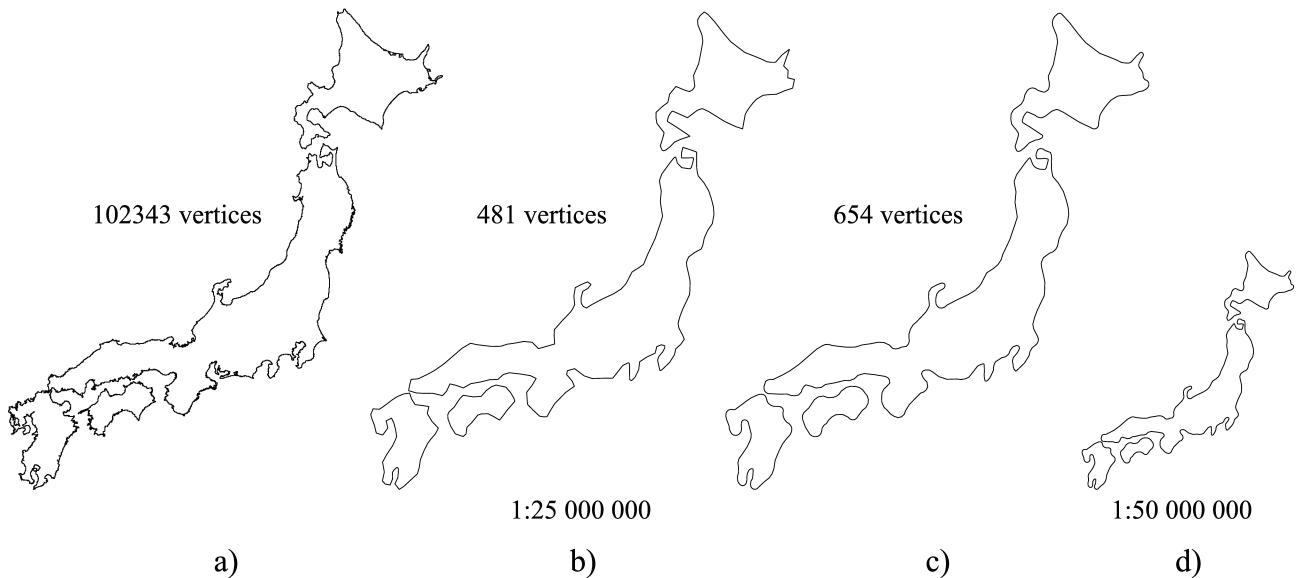 102343 vertices
481 vertices
654 vertices
1:25 000 000
1:50 000 000
a)
b)
c)
d)